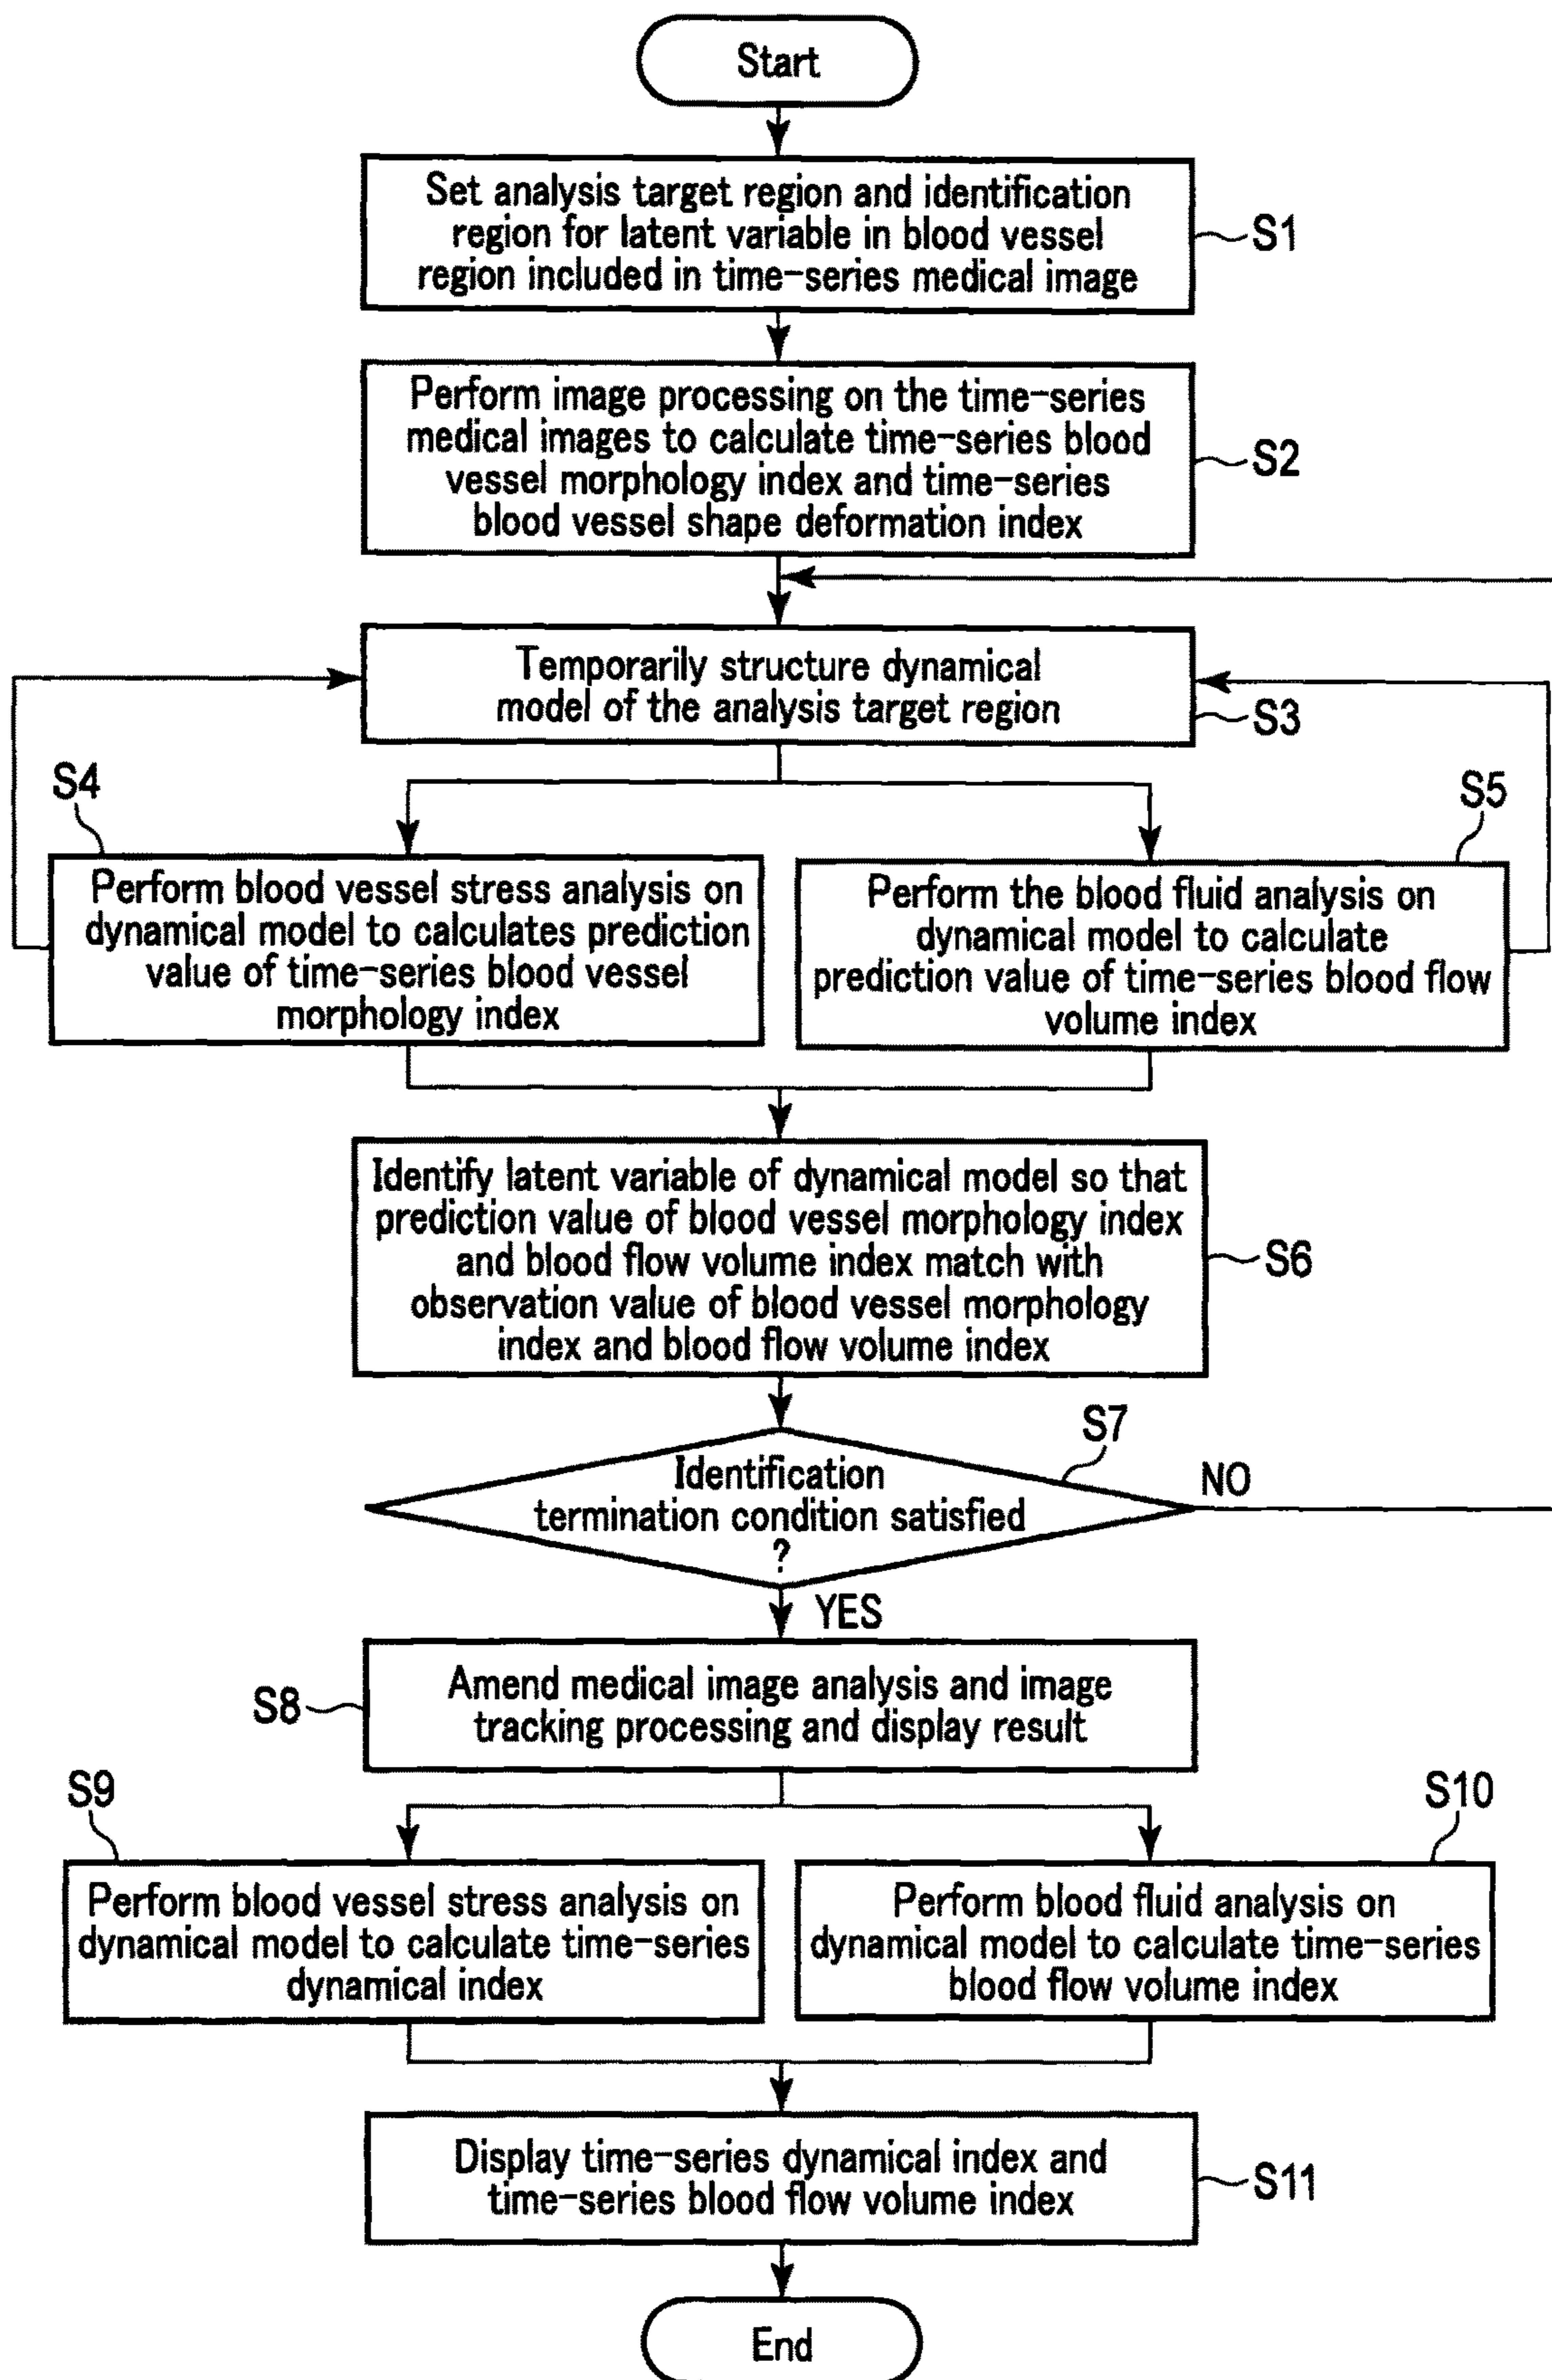 Start
Set analysis target region and identification
region for latent variable in blood vessel
region included in time-series medical image
S1
Perform image processing on the time-series
medical images to calculate time-series blood
vessel morphology index and time-series
blood vessel shape deformation index
S2
Temporarily structure dynamical
model of the analysis target region
S3
S4
Perform blood vessel stress analysis on
dynamical model to calculates prediction
value of time-series blood vessel
morphology index
S5
Perform the blood fluid analysis on
dynamical model to calculate
prediction value of time-series blood flow
volume index
Identify latent variable of dynamical model so that
prediction value of blood vessel morphology index
and blood flow volume index match with
observation value of blood vessel morphology
index and blood flow volume index
S6
S7
Identification
termination condition satisfied
?
NO
YES
S8
Amend medical image analysis and image
tracking processing and display result
S9
Perform blood vessel stress analysis on
dynamical model to calculate time-series
dynamical index
S10
Perform blood fluid analysis on
dynamical model to calculate time-series
blood flow volume index
Display time-series dynamical index and
time-series blood flow volume index
S11
End